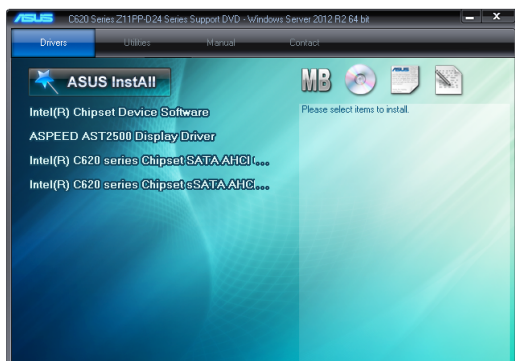 ASUS C620 Series Z11PP-D24 Series Support DVD - Windows Server 2012 R2 64 bit
Drivers Utilities Manual Contact
ASUS InstAll
MB
Intel(R) Chipset Device Software
Please select items to install.
ASPEED AST2500 Display Driver
Intel(R) C620 series Chipset SATA AHCI (...
Intel(R) C620 series Chipset sSATA AHCI...